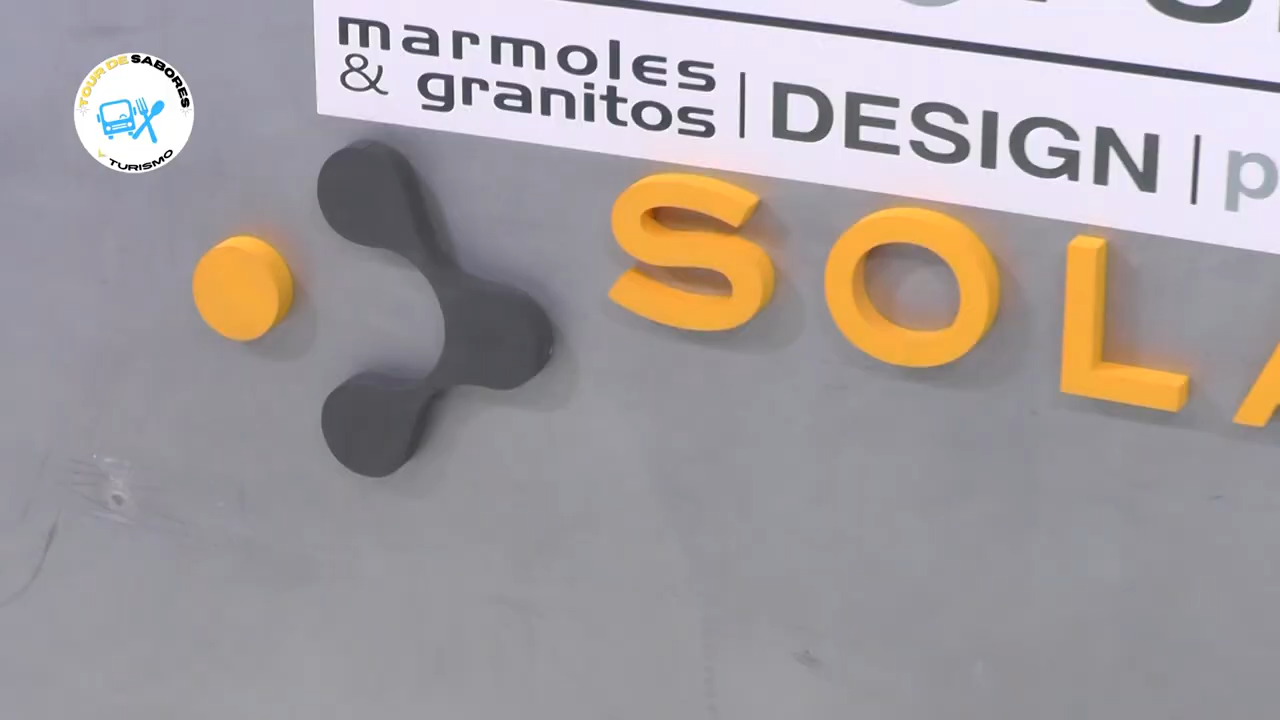 TOUR DE SABORES
Y TURISMO
marmoles
& granitos | DESIGN |
SOL